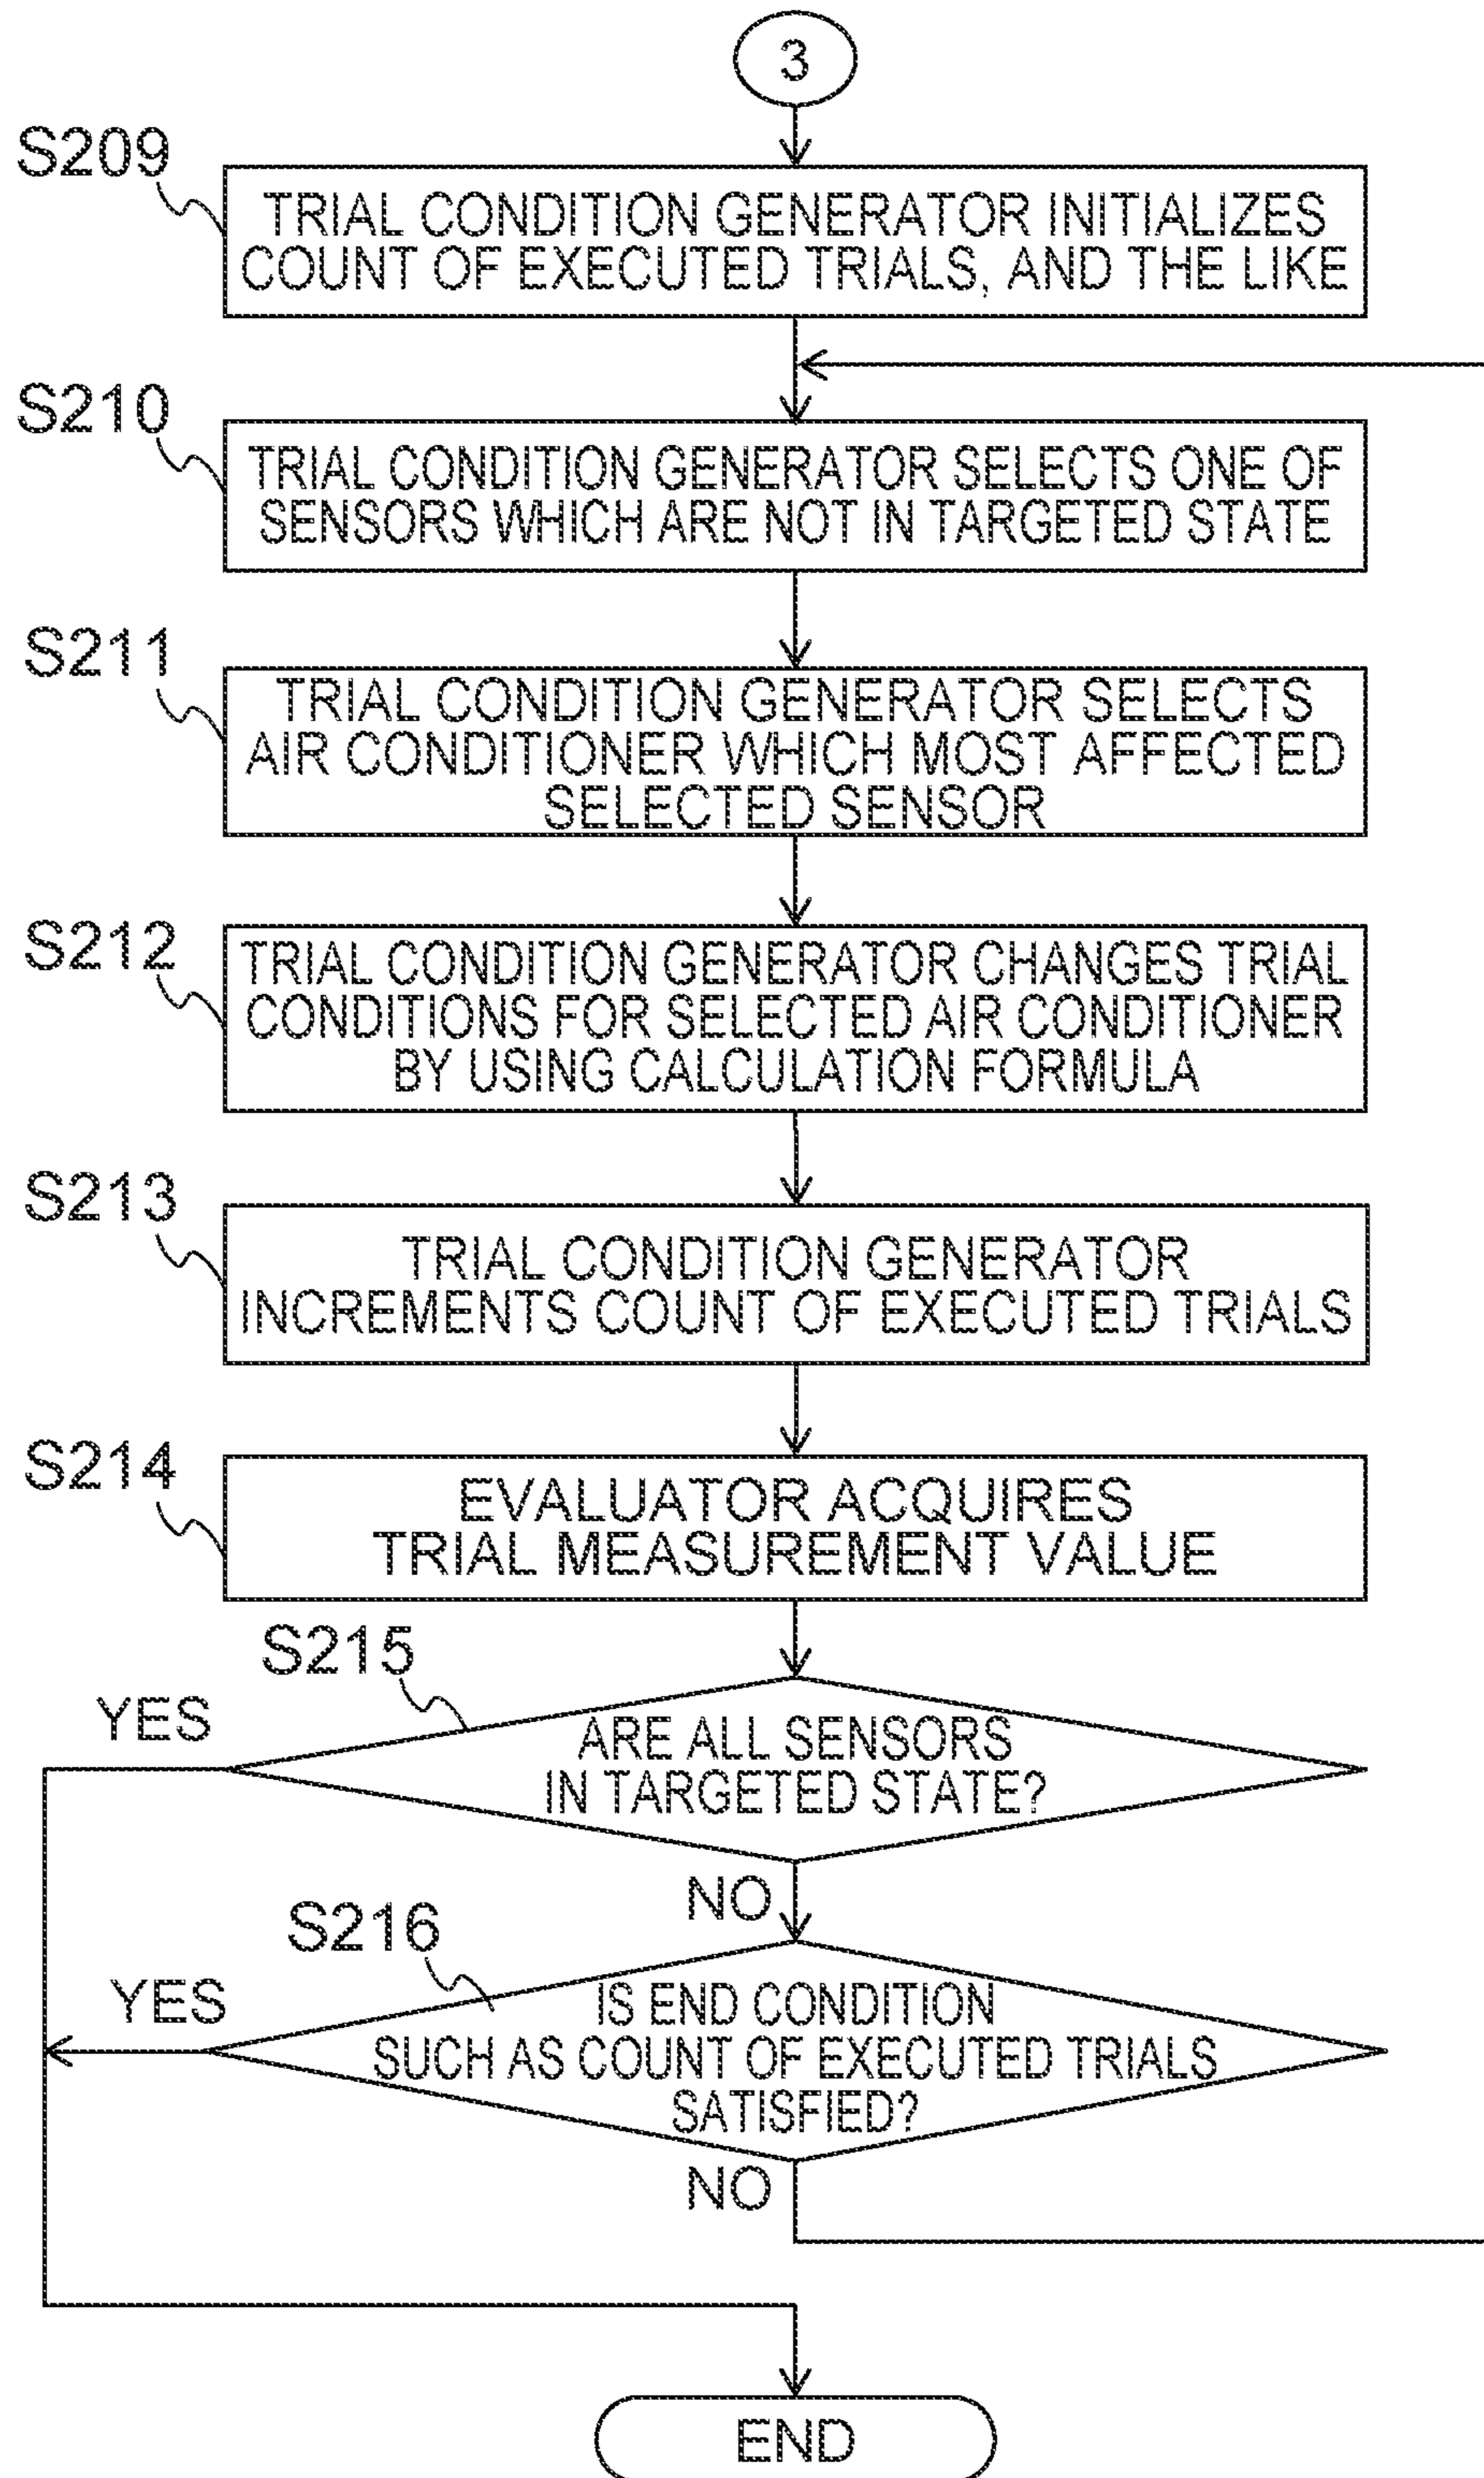 3
S209
TRIAL CONDITION GENERATOR INITIALIZES
COUNT OF EXECUTED TRIALS, AND THE LIKE
S210
TRIAL CONDITION GENERATOR SELECTS ONE OF
SENSORS WHICH ARE NOT IN TARGETED STATE
S211
TRIAL CONDITION GENERATOR SELECTS
AIR CONDITIONER WHICH MOST AFFECTED
SELECTED SENSOR
S212
TRIAL CONDITION GENERATOR CHANGES TRIAL
CONDITIONS FOR SELECTED AIR CONDITIONER
BY USING CALCULATION FORMULA
S213
TRIAL CONDITION GENERATOR
INCREMENTS COUNT OF EXECUTED TRIALS
S214
EVALUATOR ACQUIRES
TRIAL MEASUREMENT VALUE
S215
YES
ARE ALL SENSORS
IN TARGETED STATE?
NO
S216
YES
IS END CONDITION
SUCH AS COUNT OF EXECUTED TRIALS
SATISFIED?
NO
END